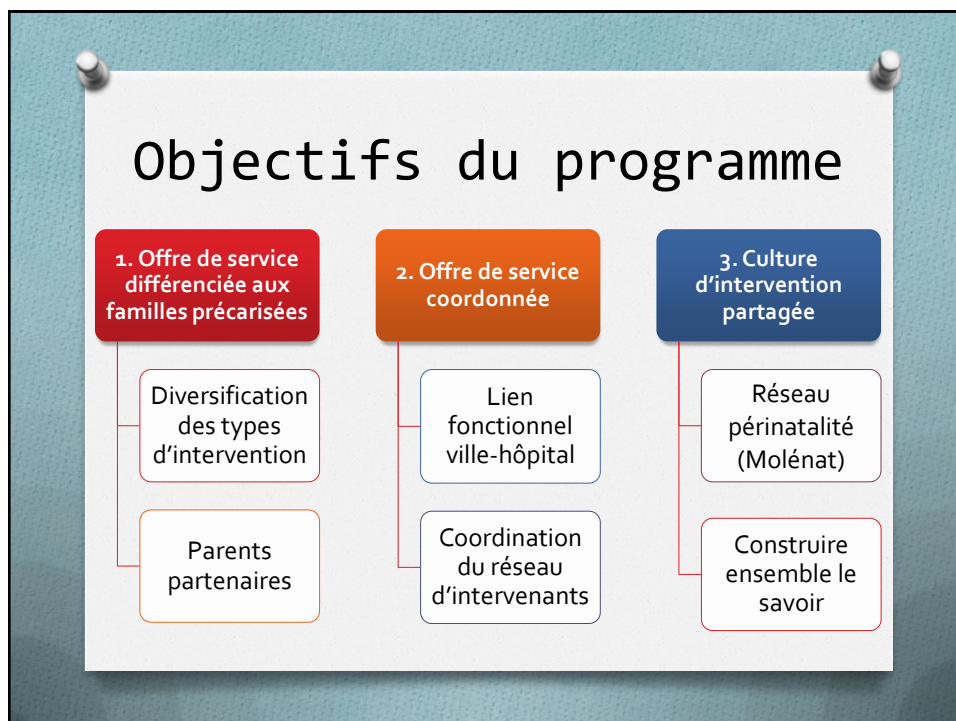 Objectifs du programme
1. Offre de service
différenciée aux
familles précarisées
Diversification
des types
d’intervention
Parents
partenaires
2. Offre de service
coordonnée
Lien
fonctionnel
ville-hôpital
Coordination
du réseau
d’intervenants
3. Culture
d’intervention
partagée
Réseau
périnatalité
(Molénat)
Construire
ensemble le
savoir